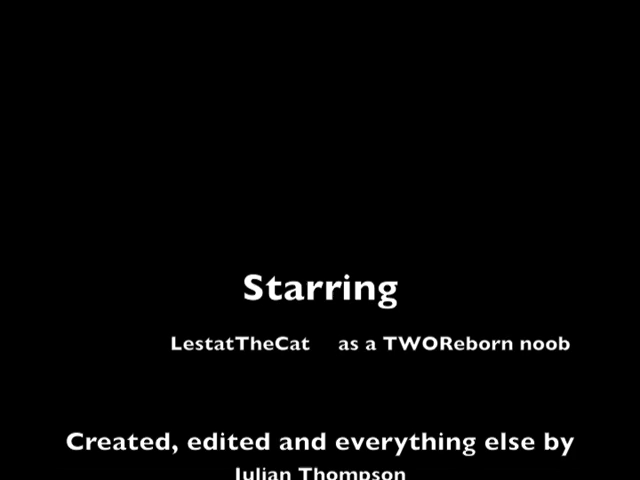 Starring
LestatTheCat as a TWOReborn noob
Created, edited and everything else by
Julian Thompson